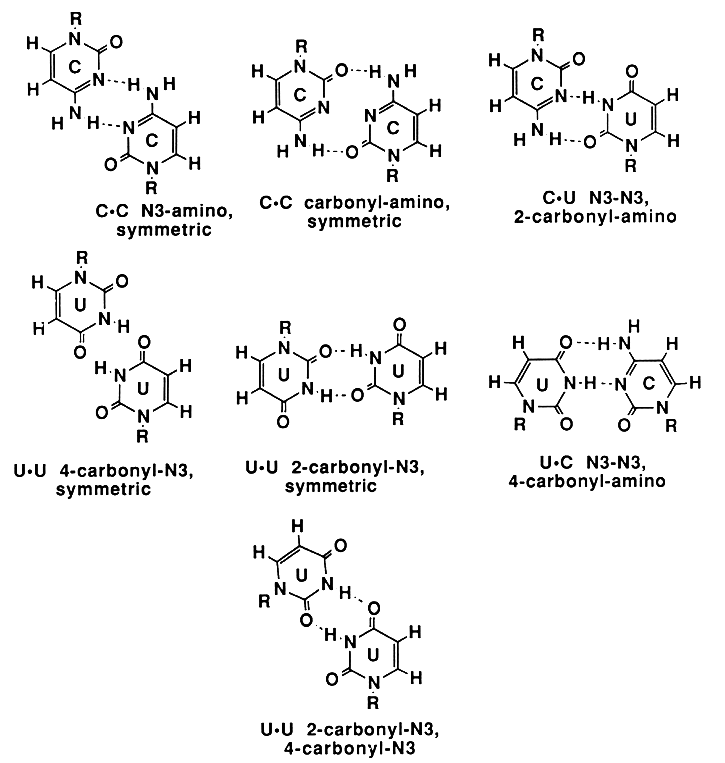 C•C N3-amino,
symmetric
C•C carbonyl-amino,
symmetric
C•U N3-N3,
2-carbonyl-amino
U•U 4-carbonyl-N3,
symmetric
U•U 2-carbonyl-N3,
symmetric
U•C N3-N3,
4-carbonyl-amino
U•U 2-carbonyl-N3,
4-carbonyl-N3
R
H
N
O
C
H
N
H
H
N
H
H
N
N
C
H
O
N
H
R
R
H
N
O
H
H
C
N
H
N
N
H
N
C
H
H
O
N
H
R
R
H
N
O
C
O
H
N
H
N
H
N
U
H
H
O
N
H
R
R
H
N
O
U
H
N
H
O
O
H
N
H
U
O
N
H
R
R
O
H
N
O
H
N
H
U
U
H
N
H
O
N
H
O
R
H
H
O
H
N
H
H
U
N
H
N
C
H
N
N
R
O
O
R
H
H
O
U
N
N
H
O
R
O
H
N
H
U
O
N
H
R